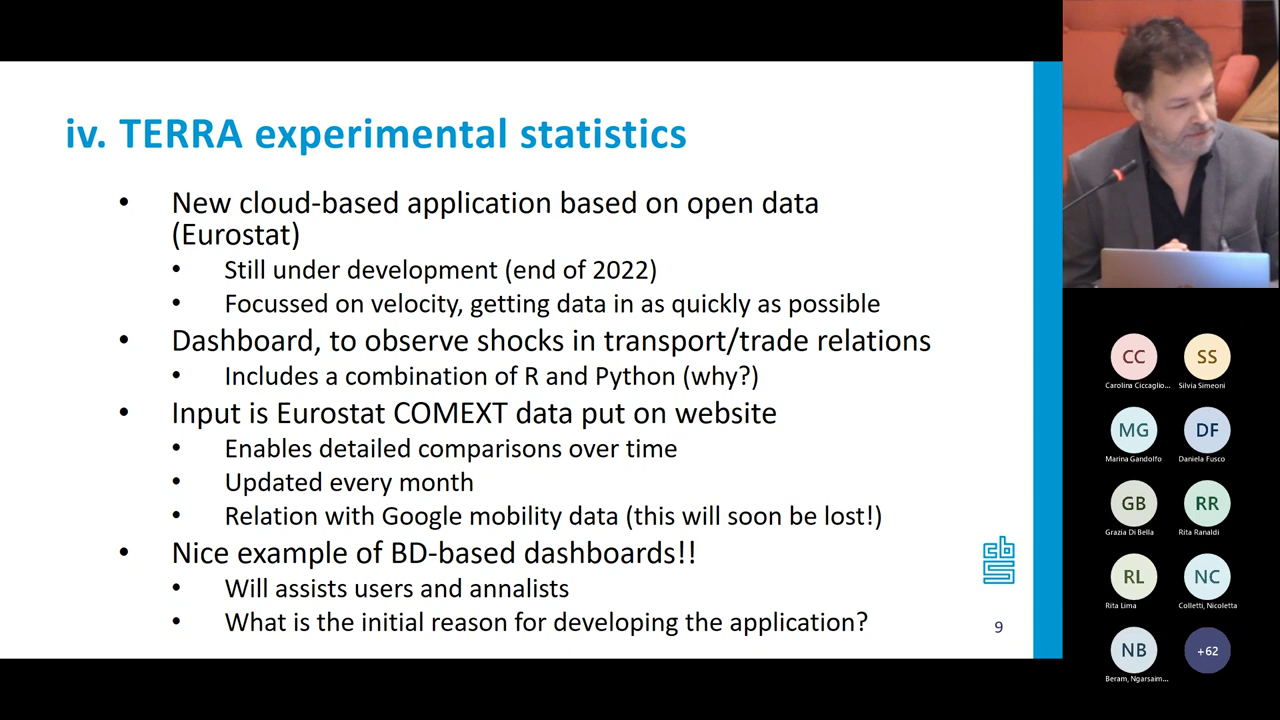 iv. TERRA experimental statistics
• New cloud-based application based on open data
(Eurostat)
• Still under development (end of 2022)
• Focussed on velocity, getting data in as quickly as possible
• Dashboard, to observe shocks in transport/trade relations
• Includes a combination of R and Python (why?)
• Input is Eurostat COMEXT data put on website
• Enables detailed comparisons over time
• Updated every month
• Relation with Google mobility data (this will soon be lost!)
• Nice example of BD-based dashboards!!
• Will assists users and annalists
• What is the initial reason for developing the application?
cbs
9
CC
Carolina Ciccaglio...
SS
Silvia Simeoni
MG
Marina Gandolfo
DF
Daniela Fusco
GB
Grazia Di Bella
RR
Rita Ranaldi
RL
Rita Lima
NC
Colletti, Nicoletta
NB
Beram, Ngarsaim...
+62